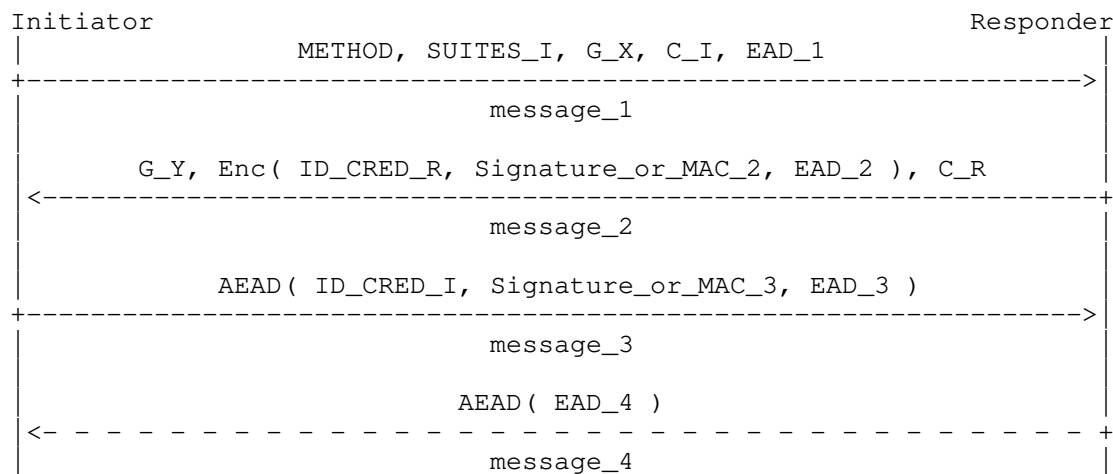 Initiator Responder
METHOD, SUITES_I, G_X, C_I, EAD_1
message_1
G_Y, Enc( ID_CRED_R, Signature_or_MAC_2, EAD_2 ), C_R
message_2
AEAD( ID_CRED_I, Signature_or_MAC_3, EAD_3 )
message_3
AEAD( EAD_4 )
message_4